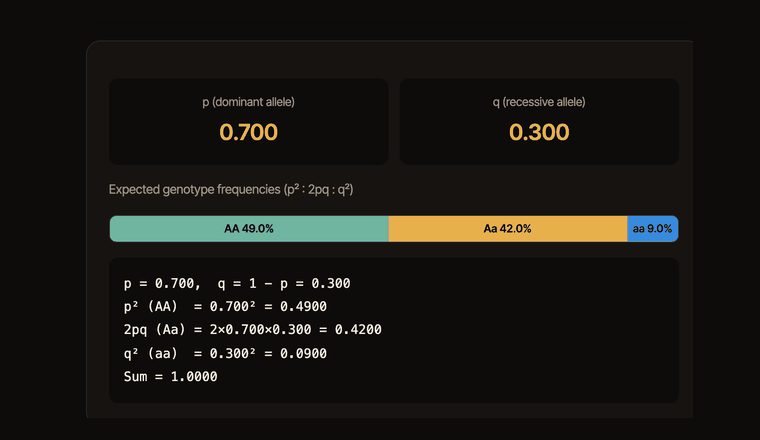 p (dominant allele)
0.700
q (recessive allele)
0.300
Expected genotype frequencies (p² : 2pq : q²)
AA 49.0%
Aa 42.0%
aa 9.0%
p = 0.700,  q = 1 − p = 0.300
p² (AA)  = 0.700² = 0.4900
2pq (Aa) = 2×0.700×0.300 = 0.4200
q² (aa)  = 0.300² = 0.0900
Sum = 1.0000